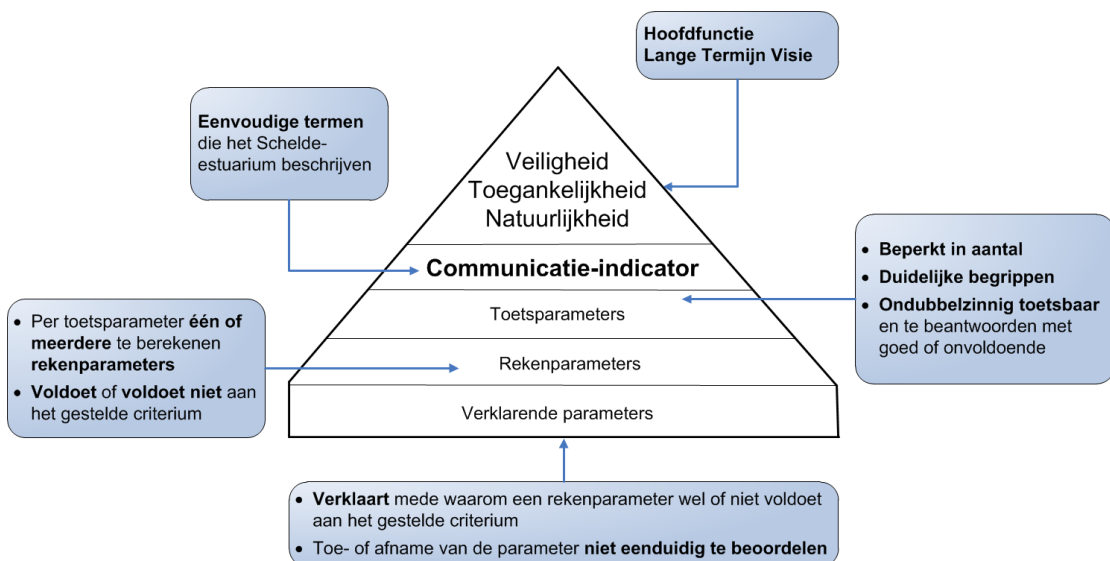 Hoofdfunctie
Lange Termijn Visie
Eenvoudige termen
die het Schelde-
estuarium beschrijven
Veiligheid
Toegankelijkheid
Natuurlijkheid
Communicatie-indicator
• Beperkt in aantal
• Duidelijke begrippen
• Ondubbelzinnig toetsbaar
en te beantwoorden met
goed of onvoldoende
Toetsparameters
• Per toetsparameter één of
meerdere te berekenen
rekenparameters
• Voldoet of voldoet niet aan
het gestelde criterium
Rekenparameters
Verklarende parameters
• Verklaart mede waarom een rekenparameter wel of niet voldoet
aan het gestelde criterium
• Toe- of afname van de parameter niet eenduidig te beoordelen